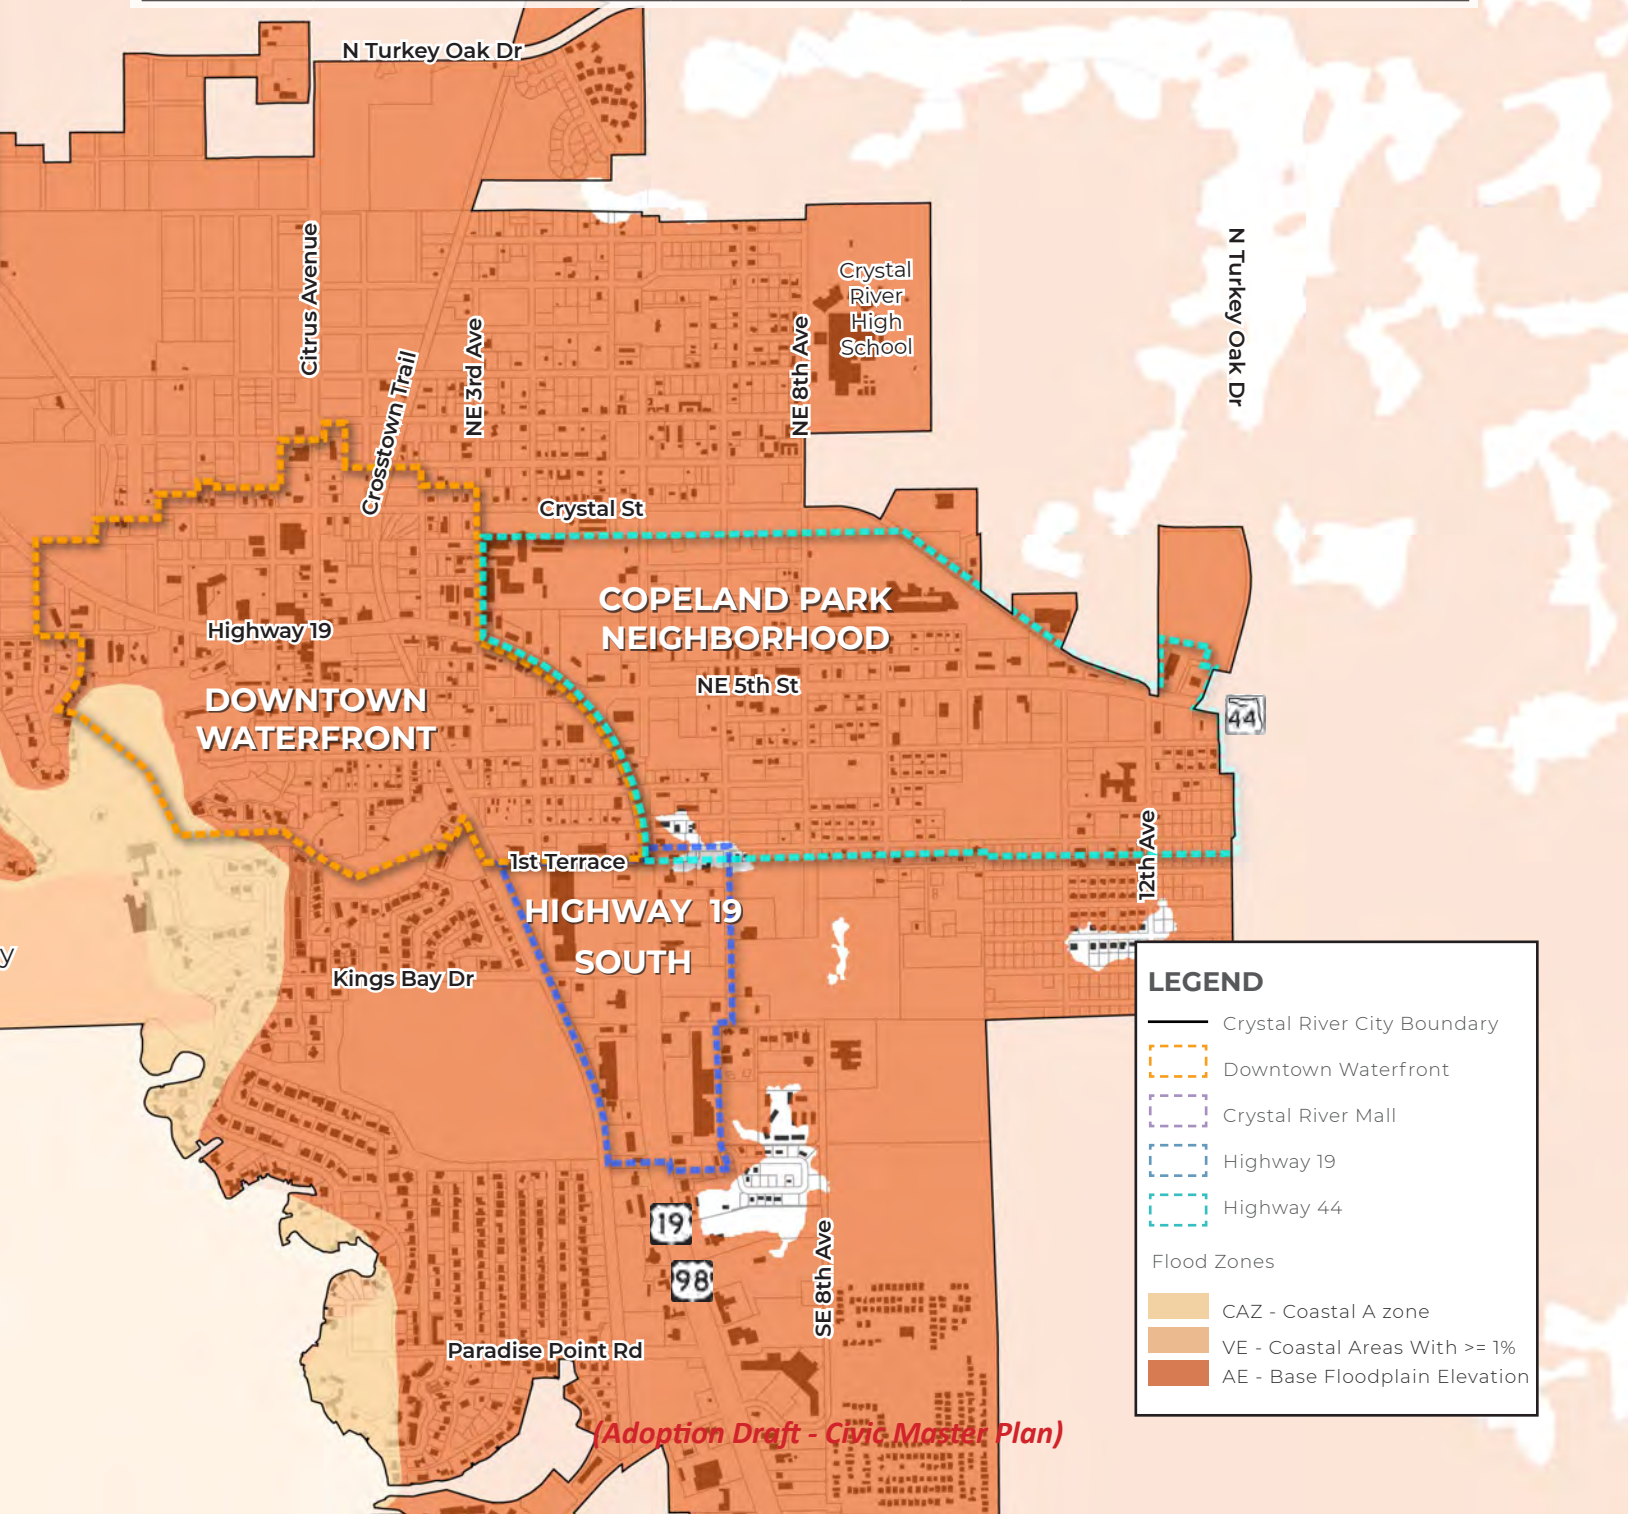 N Turkey Oak Dr
Citrus Avenue
Crosstown Trail
NE 3rd Ave
NE 8th Ave
Crystal
River
High
School
N Turkey Oak Dr
Crystal St
COPELAND PARK
NEIGHBORHOOD
Highway 19
NE 5th St
DOWNTOWN
WATERFRONT
44
12th Ave
1st Terrace
HIGHWAY 19
SOUTH
y
Kings Bay Dr
19
98
SE 8th Ave
Paradise Point Rd
(Adoption Draft - Civic Master Plan)
LEGEND
Crystal River City Boundary
Downtown Waterfront
Crystal River Mall
Highway 19
Highway 44
Flood Zones
CAZ - Coastal A zone
VE - Coastal Areas With >= 1%
AE - Base Floodplain Elevation